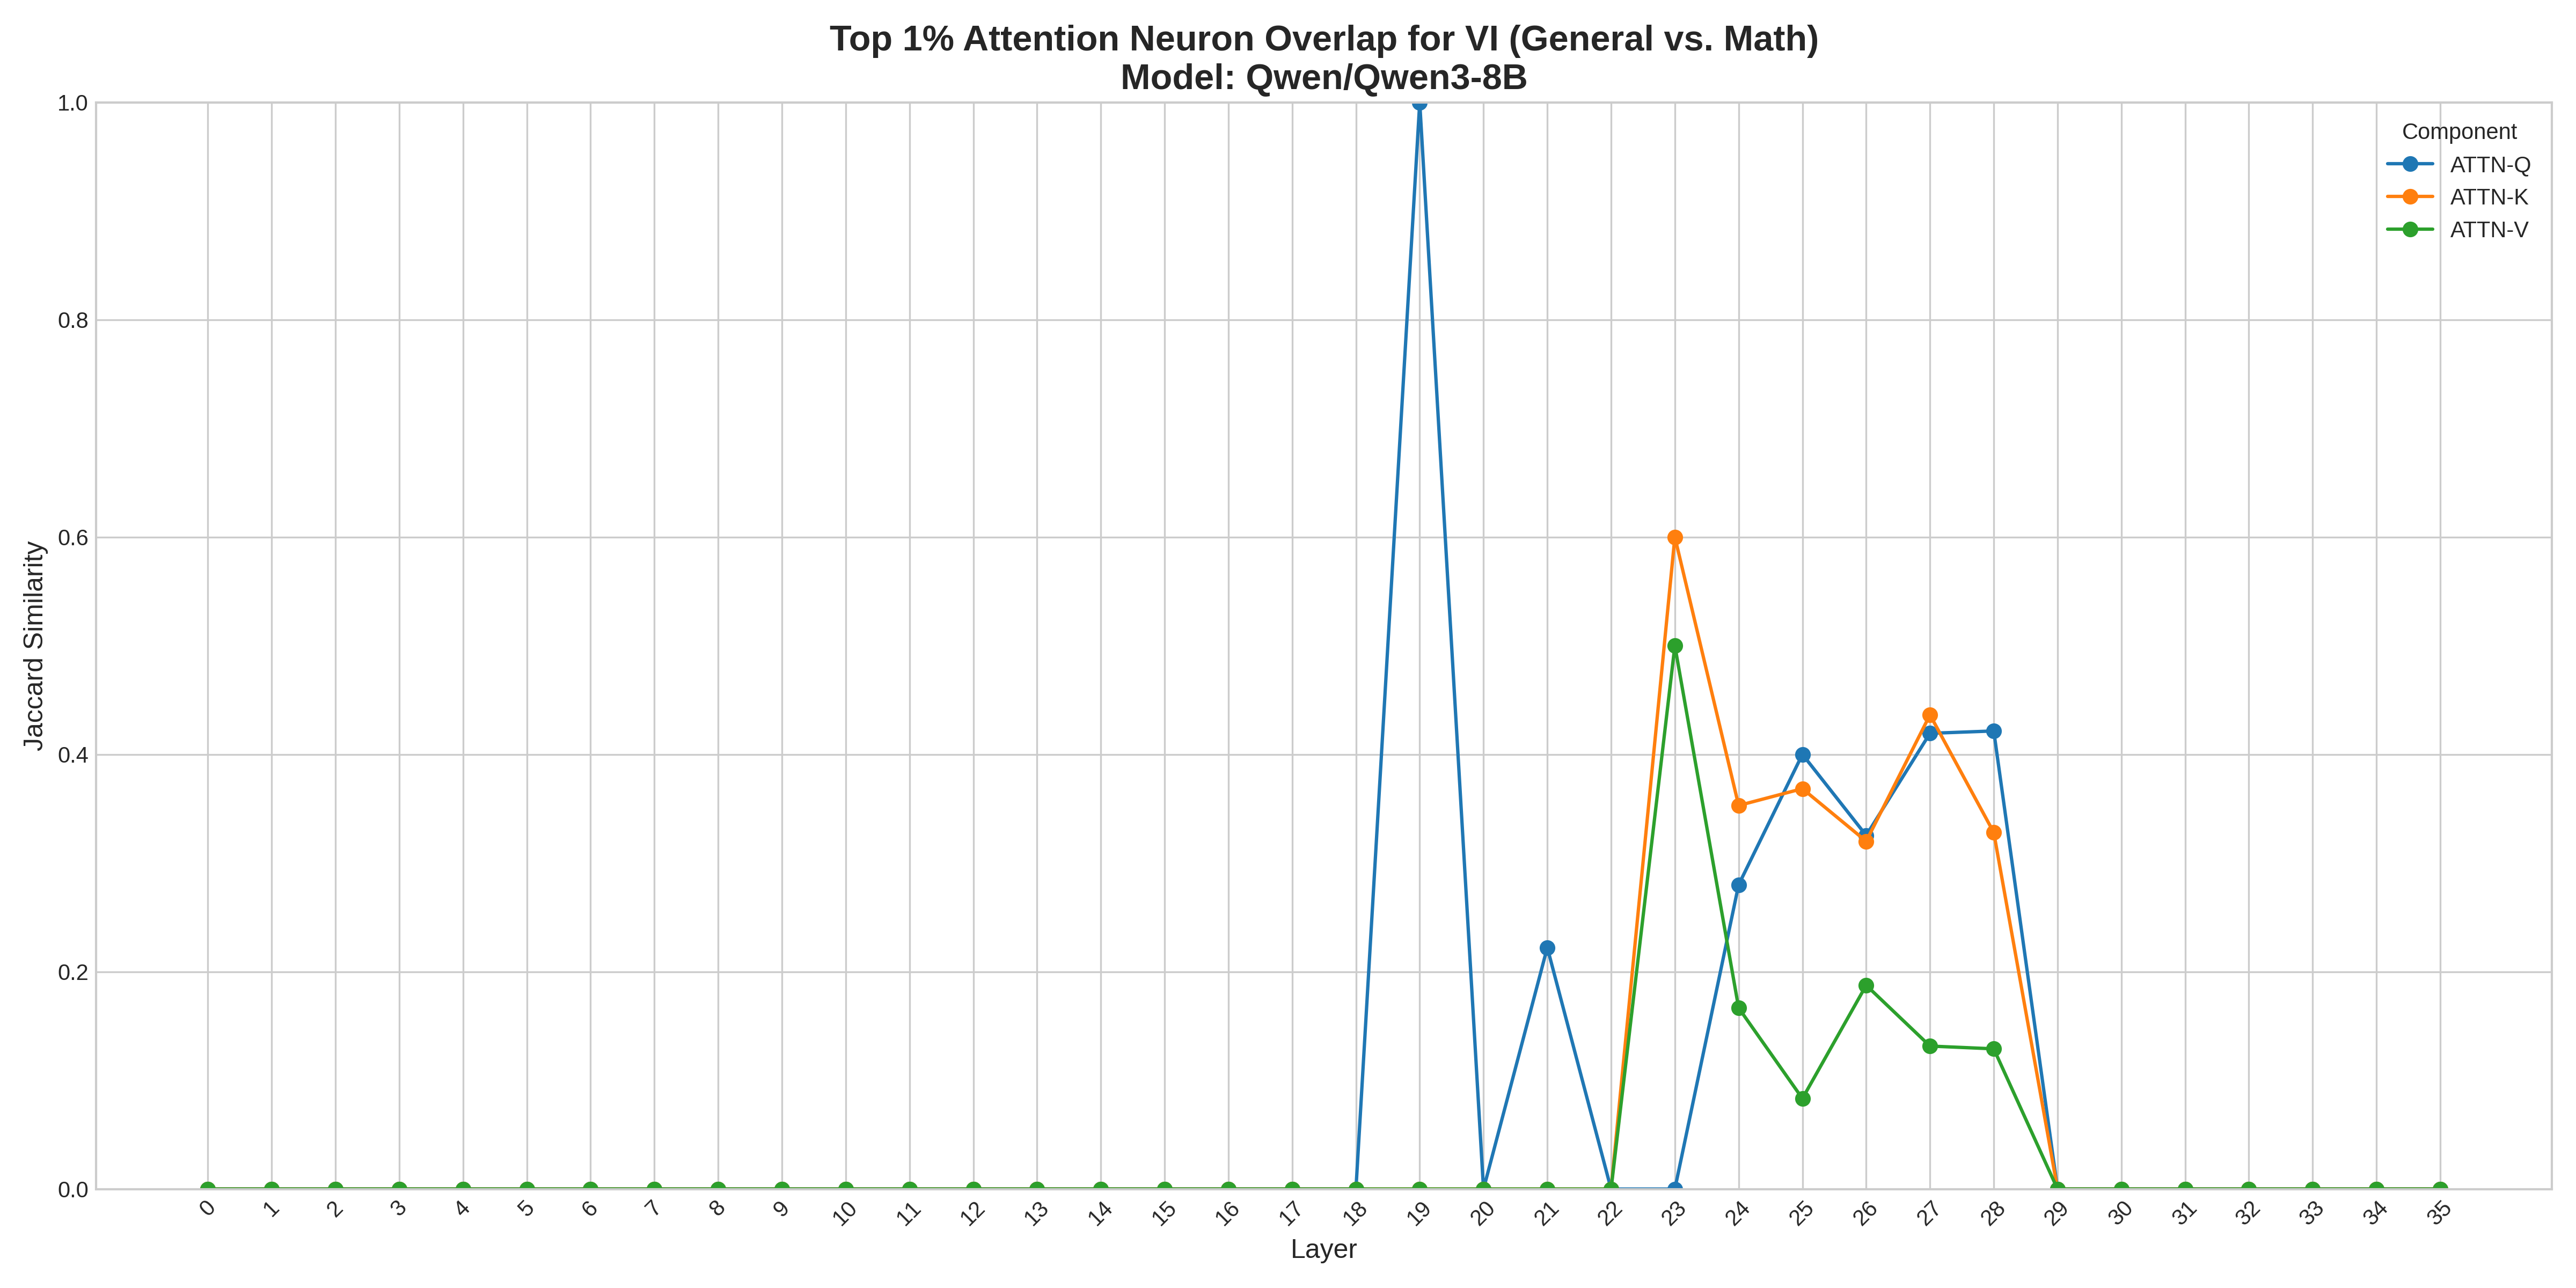 Top 1% Attention Neuron Overlap for VI (General vs. Math)
Model: Qwen/Qwen3-8B
Component
ATTN-Q
ATTN-K
ATTN-V
Jaccard Similarity
1.0
0.8
0.6
0.4
0.2
0.0
0 1 2 3 4 5 6 7 8 9 10 11 12 13 14 15 16 17 18 19 20 21 22 23 24 25 26 27 28 29 30 31 32 33 34 35
Layer